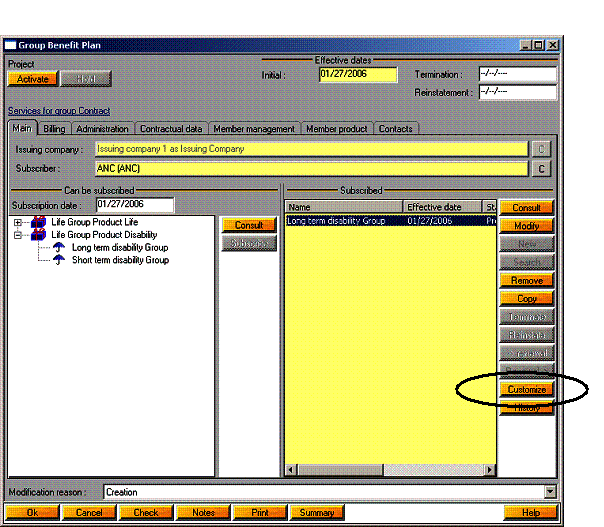 Group Benefit Plan
Project
Activate Hold
Effective dates
Initial : 01/27/2006 Termination : --/--/----
Reinstatement : --/--/----
Services for group Contract
Main Billing Administration Contractual data Member management Member product Contacts
Issuing company : Issuing company 1 as Issuing Company C
Subscriber : ANC (ANC) C
Can be subscribed
Subscription date : 01/27/2006
Life Group Product Life
Life Group Product Disability
Long term disability Group
Short term disability Group
Consult
Subscribe
Subscribed
Name Effective date St
Long term disability Group 01/27/2006 Pr
Consult
Modify
New
Search
Remove
Copy
Terminate
Reinstate
Customize
History
Modification reason : Creation
Ok Cancel Check Notes Print Summary Help